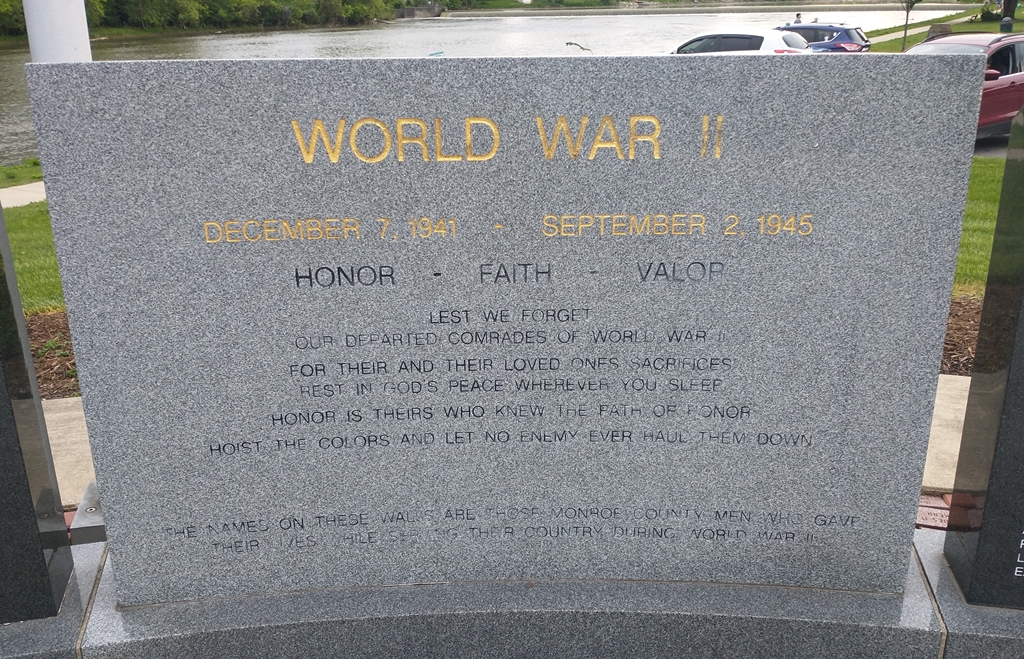 WORLD WAR II
DECEMBER 7, 1941 - SEPTEMBER 2, 1945
HONOR - FAITH - VALOR
LEST WE FORGET
OUR DEPARTED COMRADES OF WORLD WAR II
FOR THEIR AND THEIR LOVED ONES SACRIFICES
REST IN GOD'S PEACE WHEREVER YOU SLEEP
HONOR IS THEIRS WHO KNEW THE PATH OF HONOR
HOIST THE COLORS AND LET NO ENEMY EVER HAUL THEM DOWN
THE NAMES ON THESE WALLS ARE THOSE MONROE COUNTY MEN WHO GAVE
THEIR LIVES WHILE SERVING THEIR COUNTRY DURING WORLD WAR II